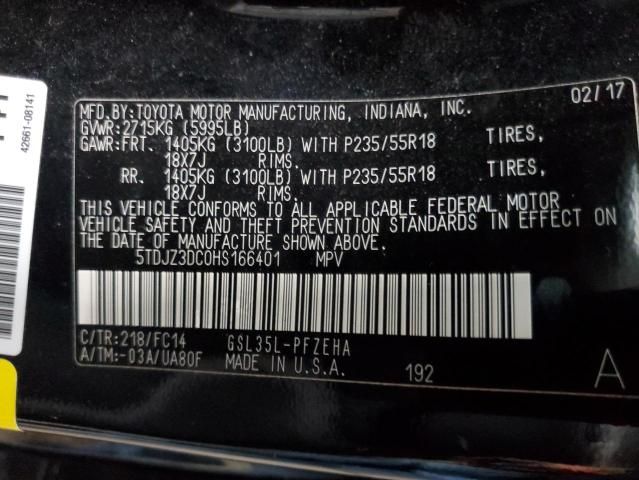 42661-08141
02/17
MFD.BY:TOYOTA MOTOR MANUFACTURING, INDIANA, INC.
GVWR:2715KG (5995LB)
GAWR:FRT. 1405KG (3100LB) WITH P235/55R18 TIRES,
18X7J RIMS.
RR. 1405KG (3100LB) WITH P235/55R18 TIRES,
18X7J RIMS.
THIS VEHICLE CONFORMS TO ALL APPLICABLE FEDERAL MOTOR
VEHICLE SAFETY AND THEFT PREVENTION STANDARDS IN EFFECT ON
THE DATE OF MANUFACTURE SHOWN ABOVE.
5TDJZ3DC0HS166401 MPV
C/TR:218/FC14 GSL35L-PFZEHA
A/TM:-03A/UA80F MADE IN U.S.A. 192 A